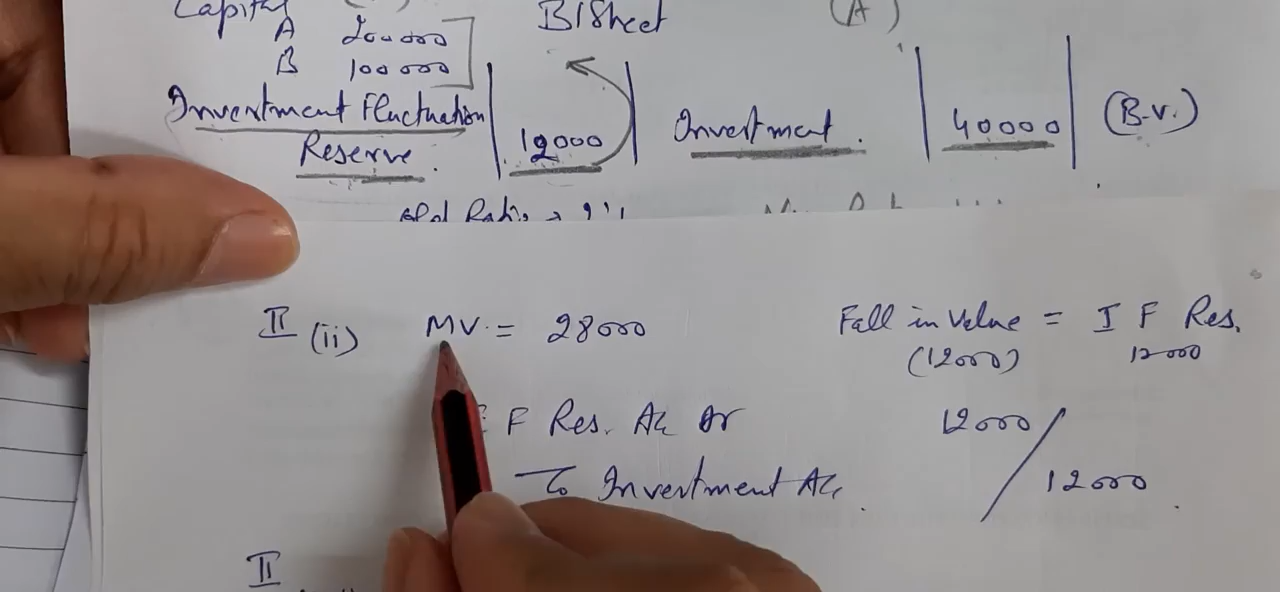 Capital
B/Sheet
(A)
A 200000
B 100000
Investment Fluctuation
Reserve. 12000
Investment. 40000 (B.V.)
Ratio
II (ii) MV. = 28000
Fall in Value = I F Res.
(12000) 12000
F Res. A/c Dr 12000
To Investment A/c. 12000.
II